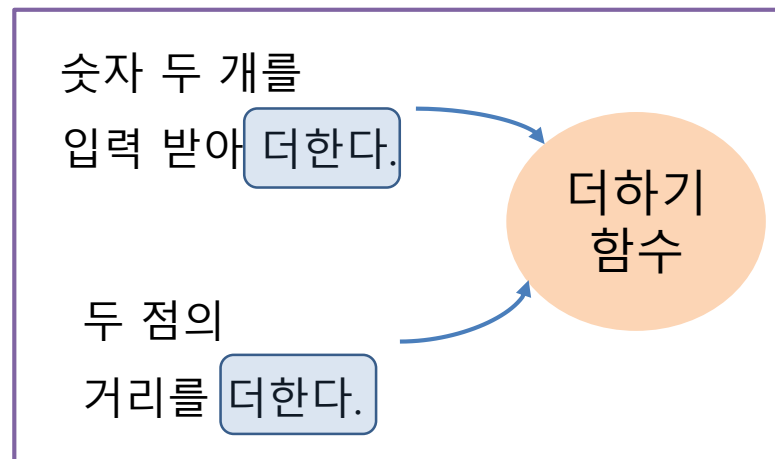 숫자 두 개를
입력 받아 더한다.
더하기
함수
두 점의
거리를 더한다.